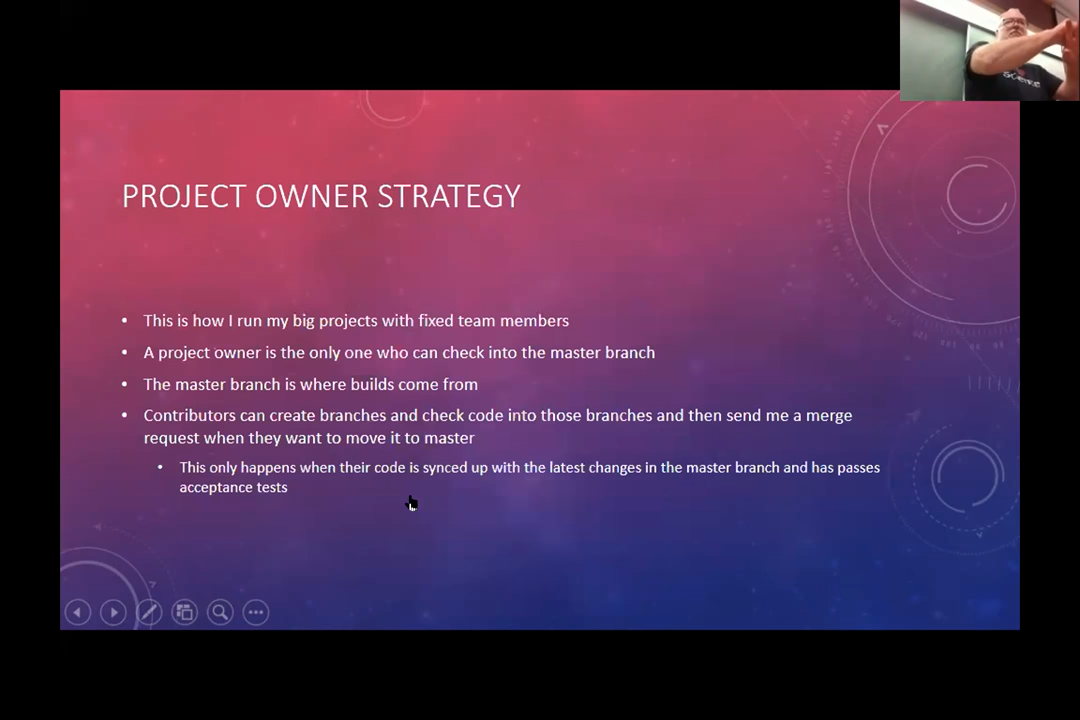 PROJECT OWNER STRATEGY
• This is how I run my big projects with fixed team members
• A project owner is the only one who can check into the master branch
• The master branch is where builds come from
• Contributors can create branches and check code into those branches and then send me a merge
request when they want to move it to master
• This only happens when their code is synced up with the latest changes in the master branch and has passes
acceptance tests